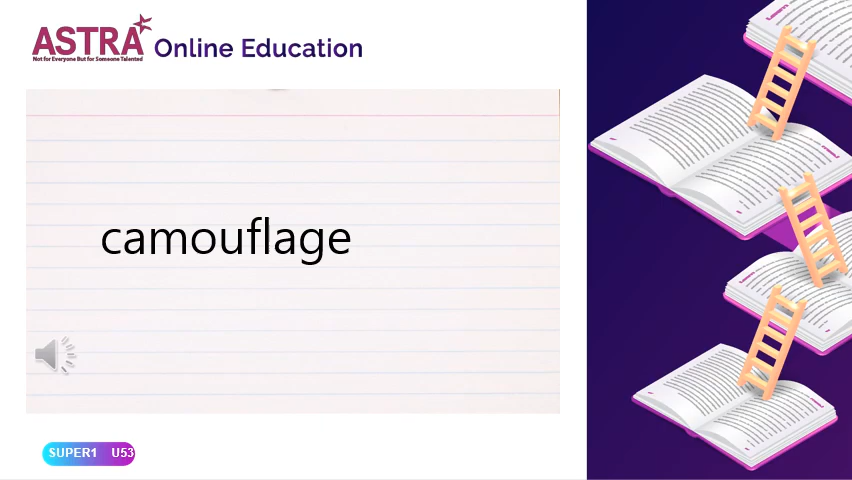 ASTRA
Not for Everyone But for Someone Talented
Online Education
camouflage
SUPER1 U53